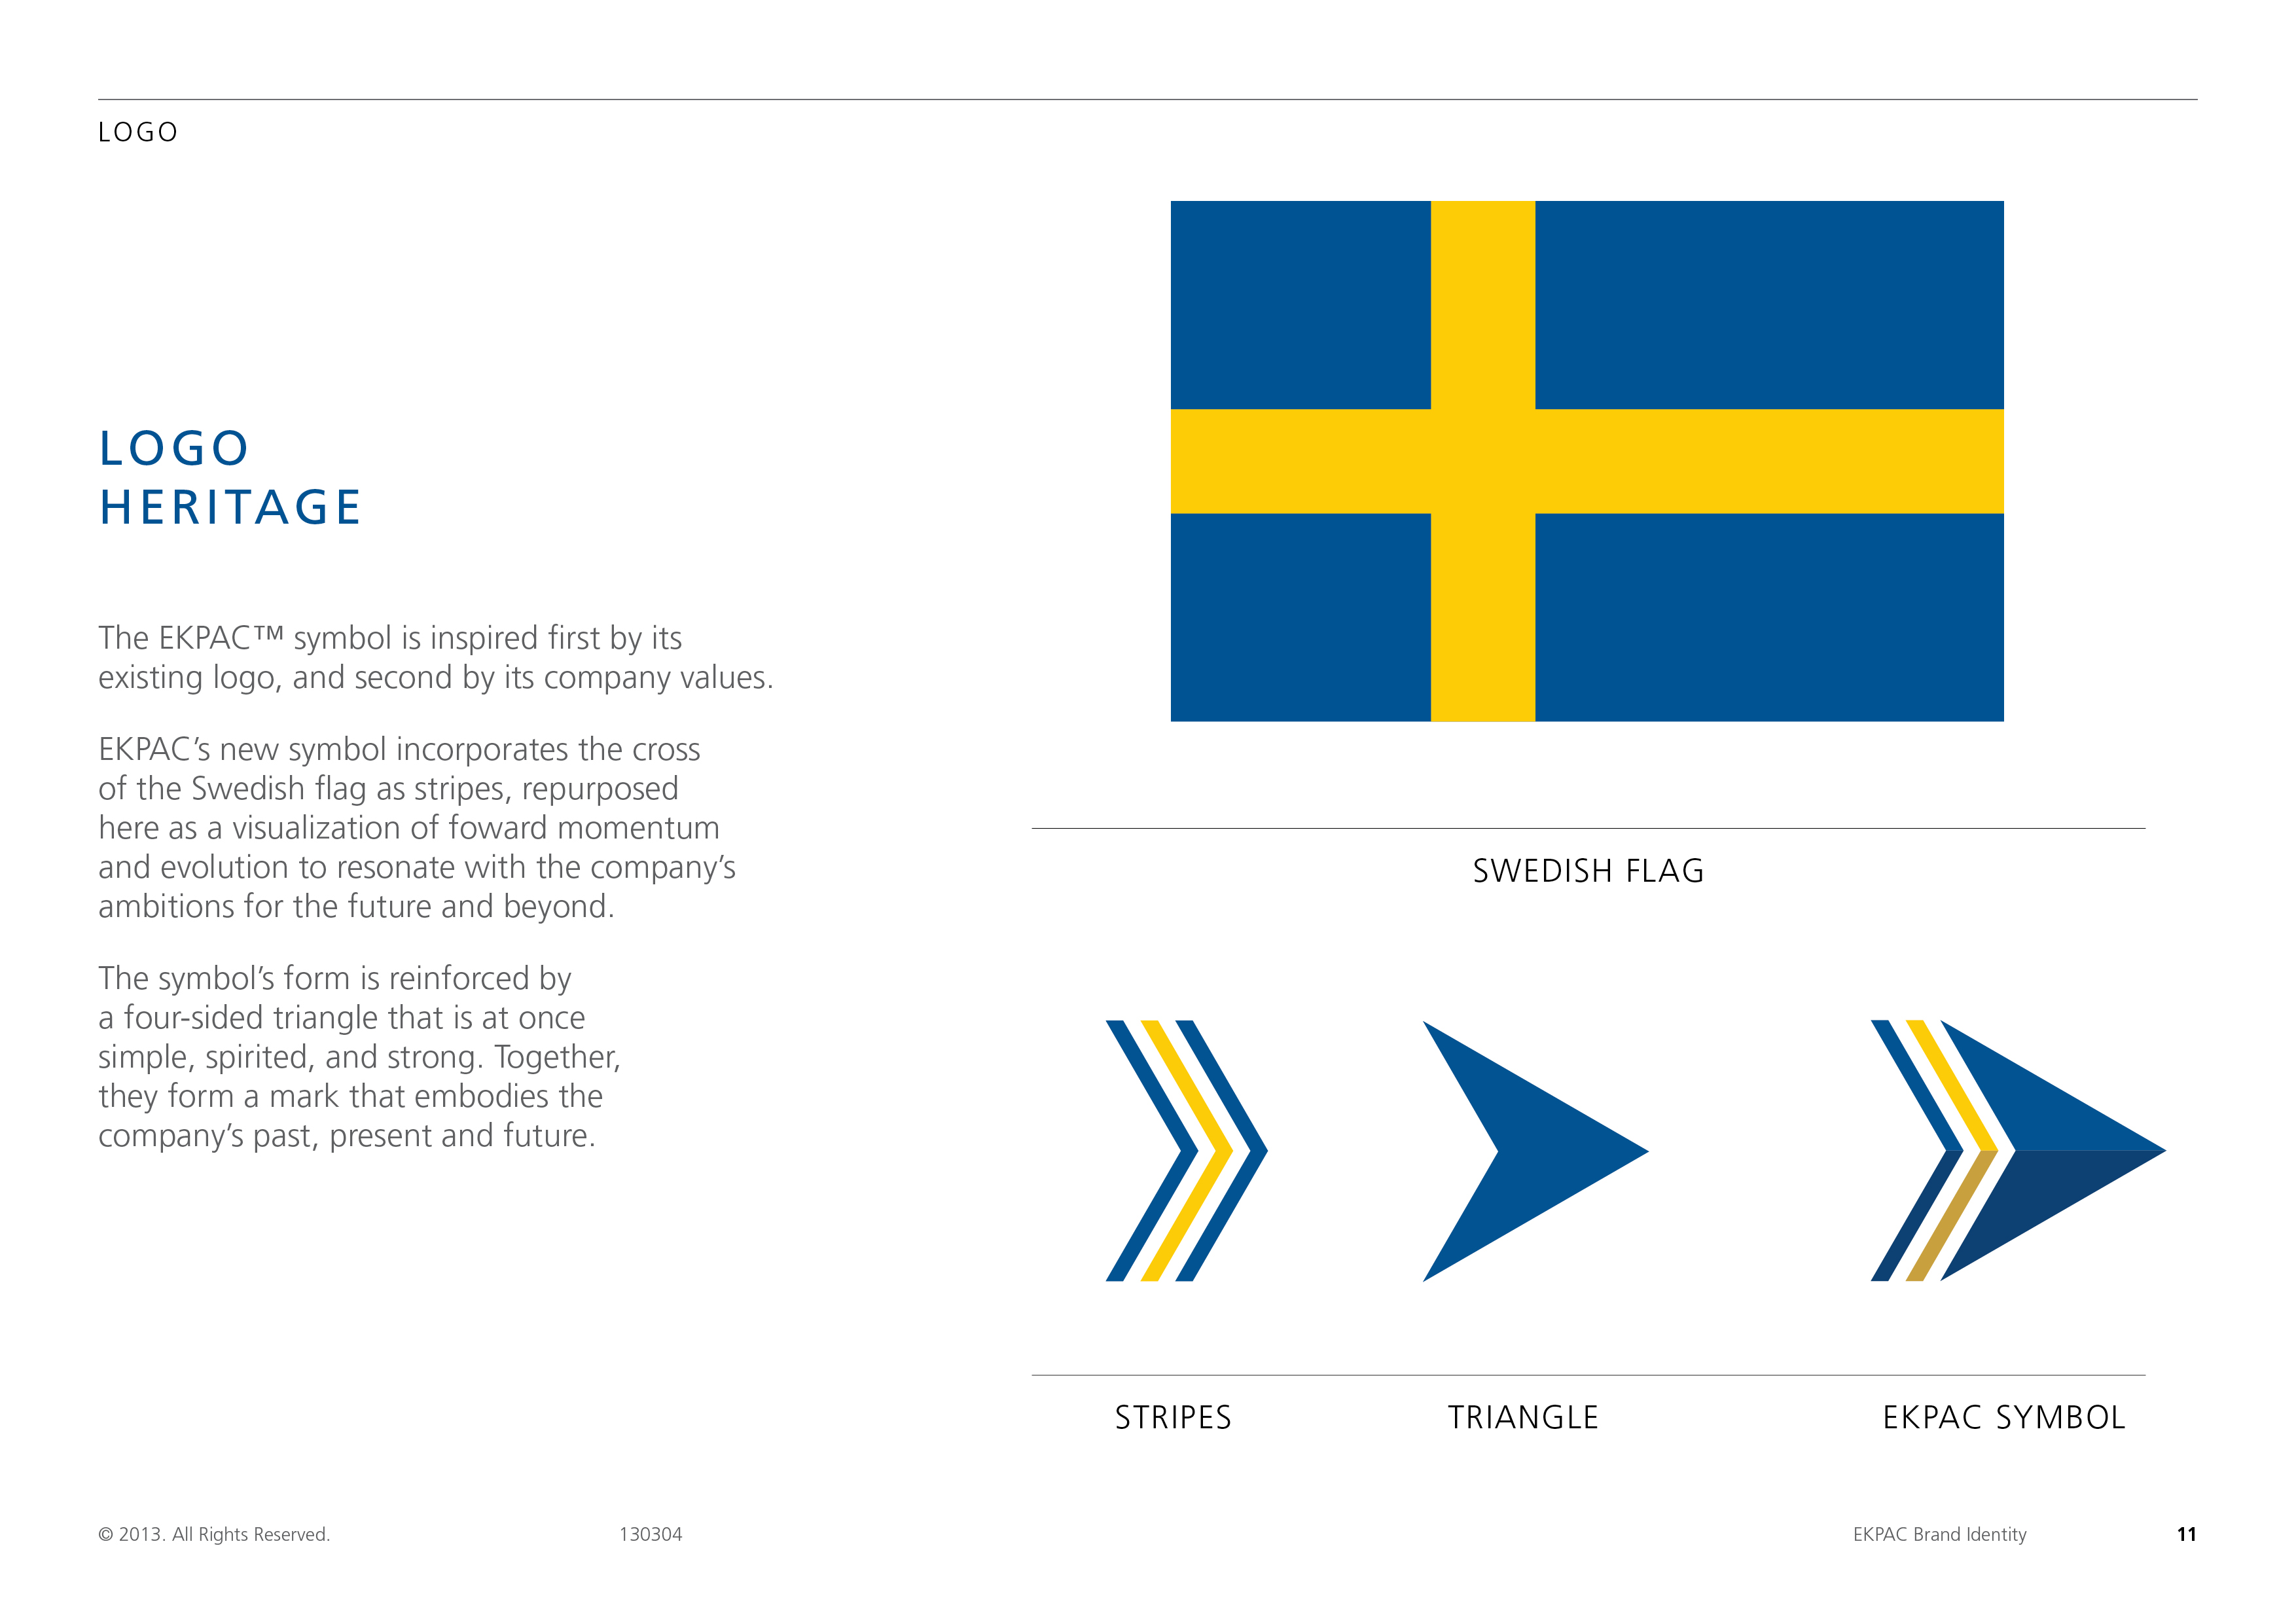 LOGO
LOGO
HERITAGE
The EKPAC™ symbol is inspired first by its
existing logo, and second by its company values.
EKPAC’s new symbol incorporates the cross
of the Swedish flag as stripes, repurposed
here as a visualization of foward momentum
and evolution to resonate with the company’s
ambitions for the future and beyond.
The symbol’s form is reinforced by
a four-sided triangle that is at once
simple, spirited, and strong. Together,
they form a mark that embodies the
company’s past, present and future.
SWEDISH FLAG
STRIPES
TRIANGLE
EKPAC SYMBOL
© 2013. All Rights Reserved.
130304
EKPAC Brand Identity
11